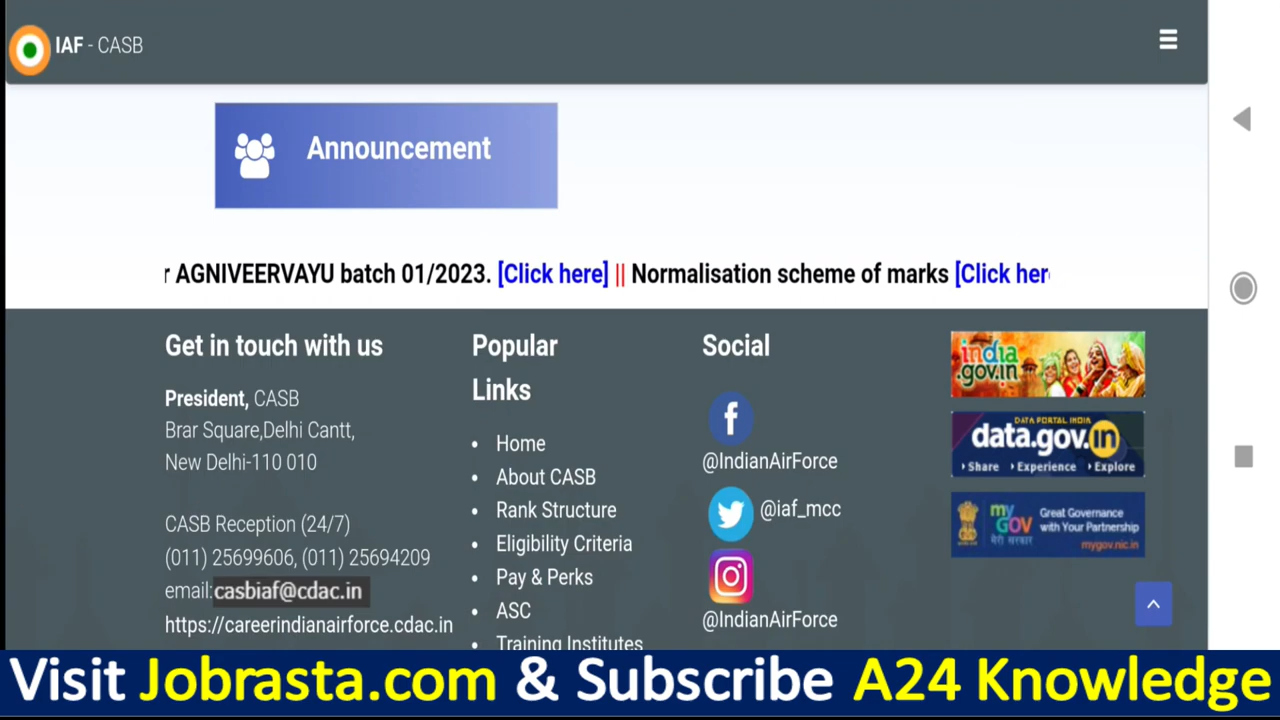 IAF - CASB
Announcement
r AGNIVEERVAYU batch 01/2023. [Click here] || Normalisation scheme of marks [Click her
Get in touch with us
President, CASB
Brar Square,Delhi Cantt,
New Delhi-110 010
CASB Reception (24/7)
(011) 25699606, (011) 25694209
email:casbiaf@cdac.in
https://careerindianairforce.cdac.in
Popular
Links
• Home
• About CASB
• Rank Structure
• Eligibility Criteria
• Pay & Perks
• ASC
• Training Institutes
Social
f
@IndianAirForce
@iaf_mcc
@IndianAirForce
india
.gov.in
DATA PORTAL INDIA
data.gov.in
Share Experience Explore
my
GOV
मेरी सरकार
Great Governance
with Your Partnership
mygov.nic.in
Visit Jobrasta.com & Subscribe A24 Knowledge